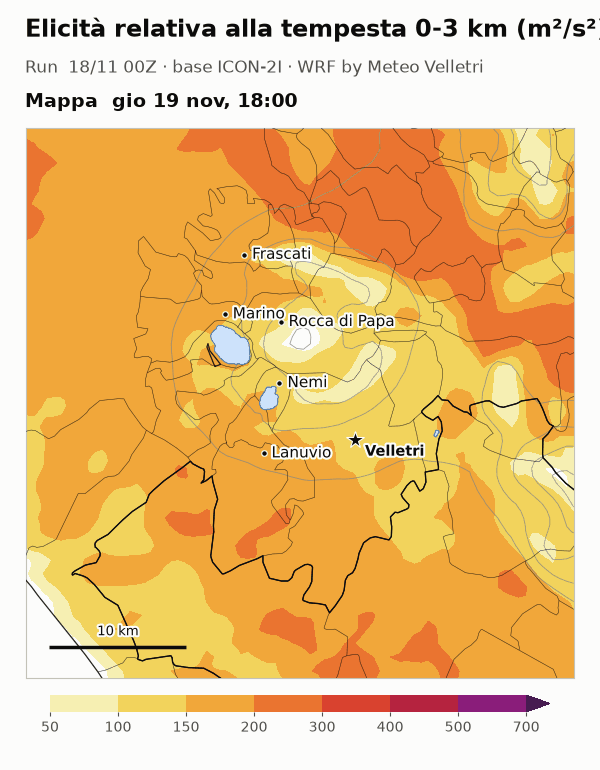 Elicità relativa alla tempesta 0-3 km (m²/s²)
Run  18/11 00Z · base ICON-2I · WRF by Meteo Velletri
Mappa  gio 19 nov, 18:00
Frascati
Marino
Rocca di Papa
Nemi
Velletri
Lanuvio
10 km
50 100 150 200 300 400 500 700